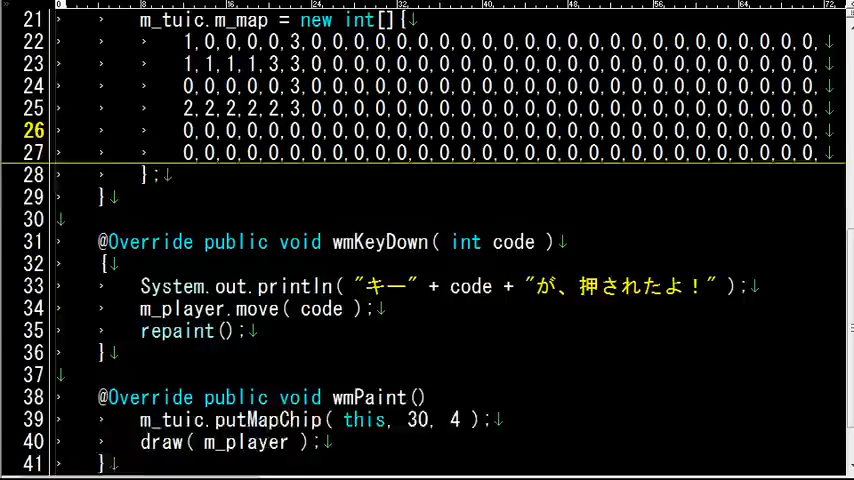 0 8 16 24 32 40 48 56 64 72
21 m_tuic.m_map = new int[]{↓
22 1,0,0,0,0,3,0,0,0,0,0,0,0,0,0,0,0,0,0,0,0,0,0,0,0,0,0,0,0,0,↓
23 1,1,1,1,3,3,0,0,0,0,0,0,0,0,0,0,0,0,0,0,0,0,0,0,0,0,0,0,0,0,↓
24 0,0,0,0,0,3,0,0,0,0,0,0,0,0,0,0,0,0,0,0,0,0,0,0,0,0,0,0,0,0,↓
25 2,2,2,2,2,3,0,0,0,0,0,0,0,0,0,0,0,0,0,0,0,0,0,0,0,0,0,0,0,0,↓
26 0,0,0,0,0,0,0,0,0,0,0,0,0,0,0,0,0,0,0,0,0,0,0,0,0,0,0,0,0,0,↓
27 0,0,0,0,0,0,0,0,0,0,0,0,0,0,0,0,0,0,0,0,0,0,0,0,0,0,0,0,0,0,↓
28 };↓
29 }↓
30 ↓
31 @Override public void wmKeyDown( int code )↓
32 {↓
33 System.out.println( "キー" + code + "が、押されたよ！" );↓
34 m_player.move( code );↓
35 repaint();↓
36 }↓
37 ↓
38 @Override public void wmPaint()
39 m_tuic.putMapChip( this, 30, 4 );↓
40 draw( m_player );↓
41 }↓